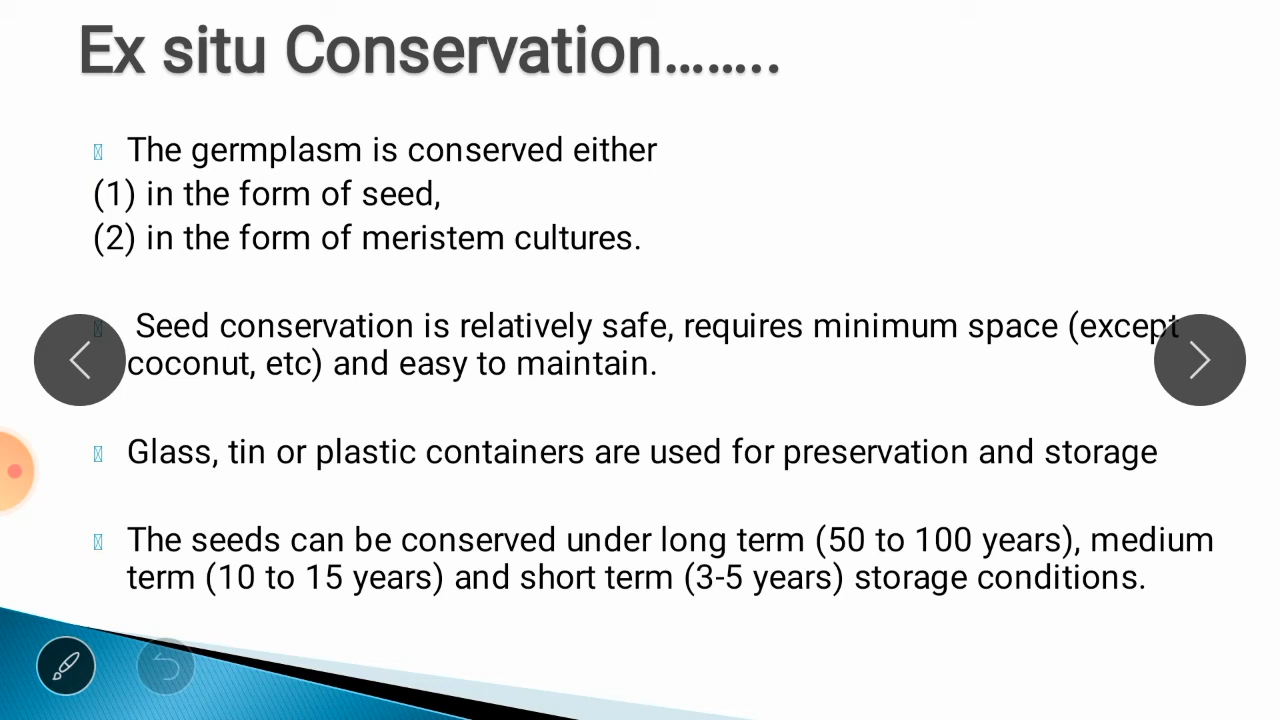 Ex situ Conservation........
The germplasm is conserved either
(1) in the form of seed,
(2) in the form of meristem cultures.
Seed conservation is relatively safe, requires minimum space (except
coconut, etc) and easy to maintain.
Glass, tin or plastic containers are used for preservation and storage
The seeds can be conserved under long term (50 to 100 years), medium
term (10 to 15 years) and short term (3-5 years) storage conditions.